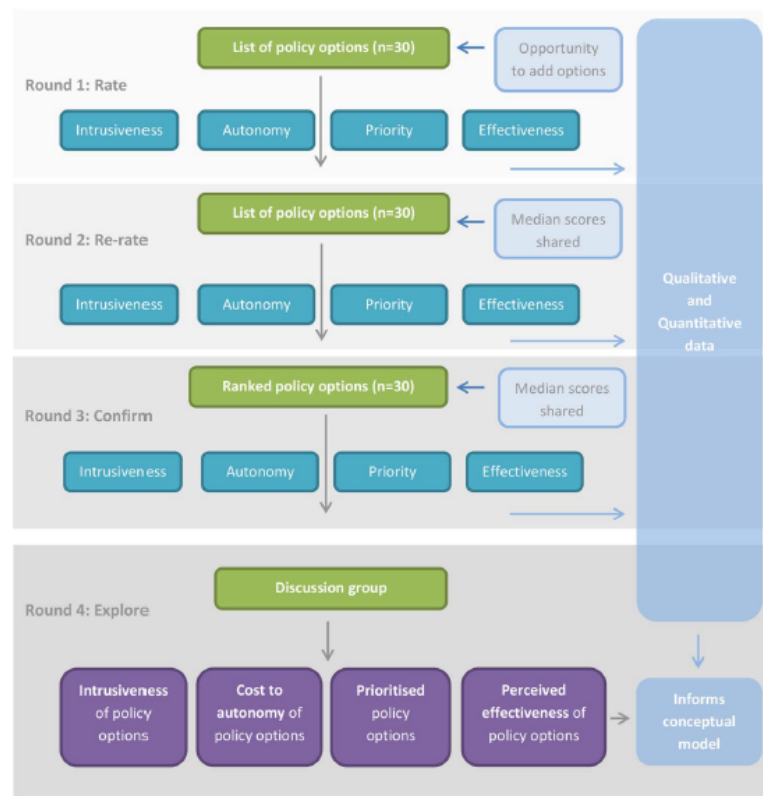 List of policy options (n=30)
Opportunity
to add options
Round 1: Rate
Intrusiveness
Autonomy
Priority
Effectiveness
List of policy options (n=30)
Median scores
shared
Round 2: Re-rate
Intrusiveness
Autonomy
Priority
Effectiveness
Qualitative
and
Quantitative
data
Ranked policy options (n=30)
Median scores
shared
Round 3: Confirm
Intrusiveness
Autonomy
Priority
Effectiveness
Discussion group
Round 4: Explore
Intrusiveness
of policy
options
Cost to
autonomy of
policy options
Prioritised
policy
options
Perceived
effectiveness of
policy options
Informs
conceptual
model